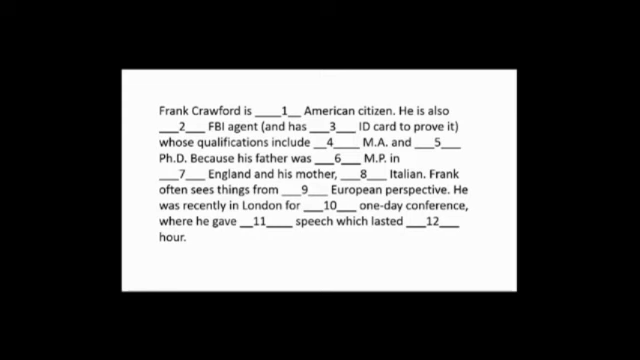 Frank Crawford is ____1__ American citizen. He is also
___2___ FBI agent (and has ___3___ ID card to prove it)
whose qualifications include __4____ M.A. and ___5___
Ph.D. Because his father was ___6___ M.P. in
___7___ England and his mother, ___8___ Italian. Frank
often sees things from ___9___ European perspective. He
was recently in London for ___10___ one-day conference,
where he gave __11____ speech which lasted ___12___
hour.